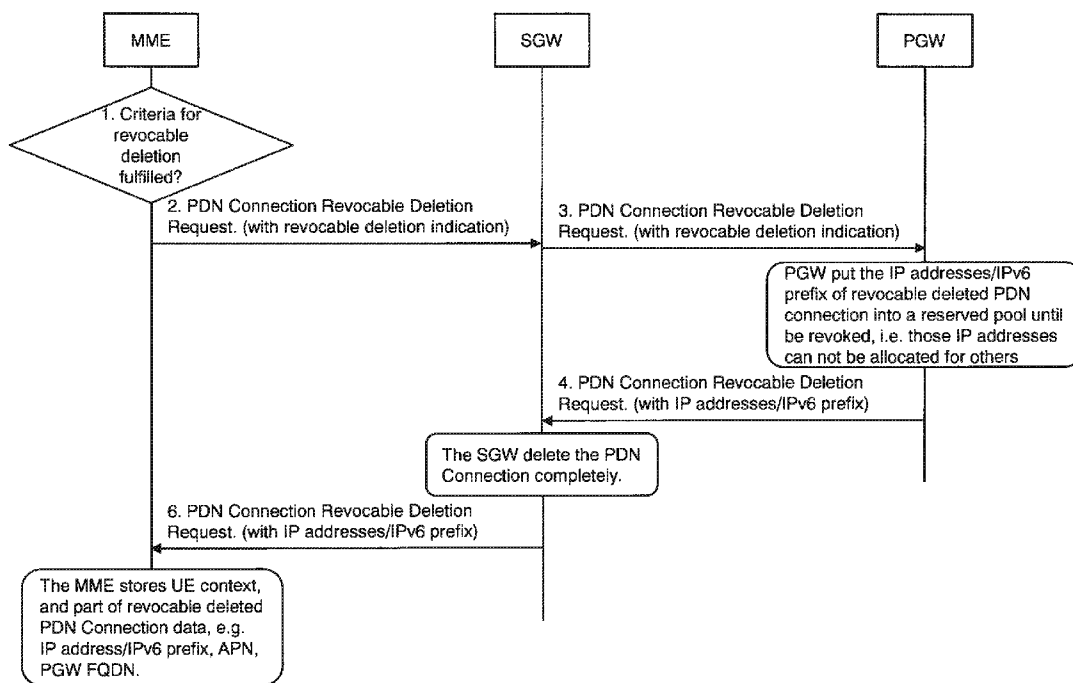 MME
SGW
PGW
1. Criteria for
revocable
deletion
fulfilled?
2. PDN Connection Revocable Deletion
Request. (with revocable deletion indication)
3. PDN Connection Revocable Deletion
Request. (with revocable deletion indication)
PGW put the IP addresses/IPv6
prefix of revocable deleted PDN
connection into a reserved pool until
be revoked, i.e. those IP addresses
can not be allocated for others
4. PDN Connection Revocable Deletion
Request. (with IP addresses/IPv6 prefix)
The SGW delete the PDN
Connection completely.
6. PDN Connection Revocable Deletion
Request. (with IP addresses/IPv6 prefix)
The MME stores UE context,
and part of revocable deleted
PDN Connection data, e.g.
IP address/IPv6 prefix, APN,
PGW FQDN.